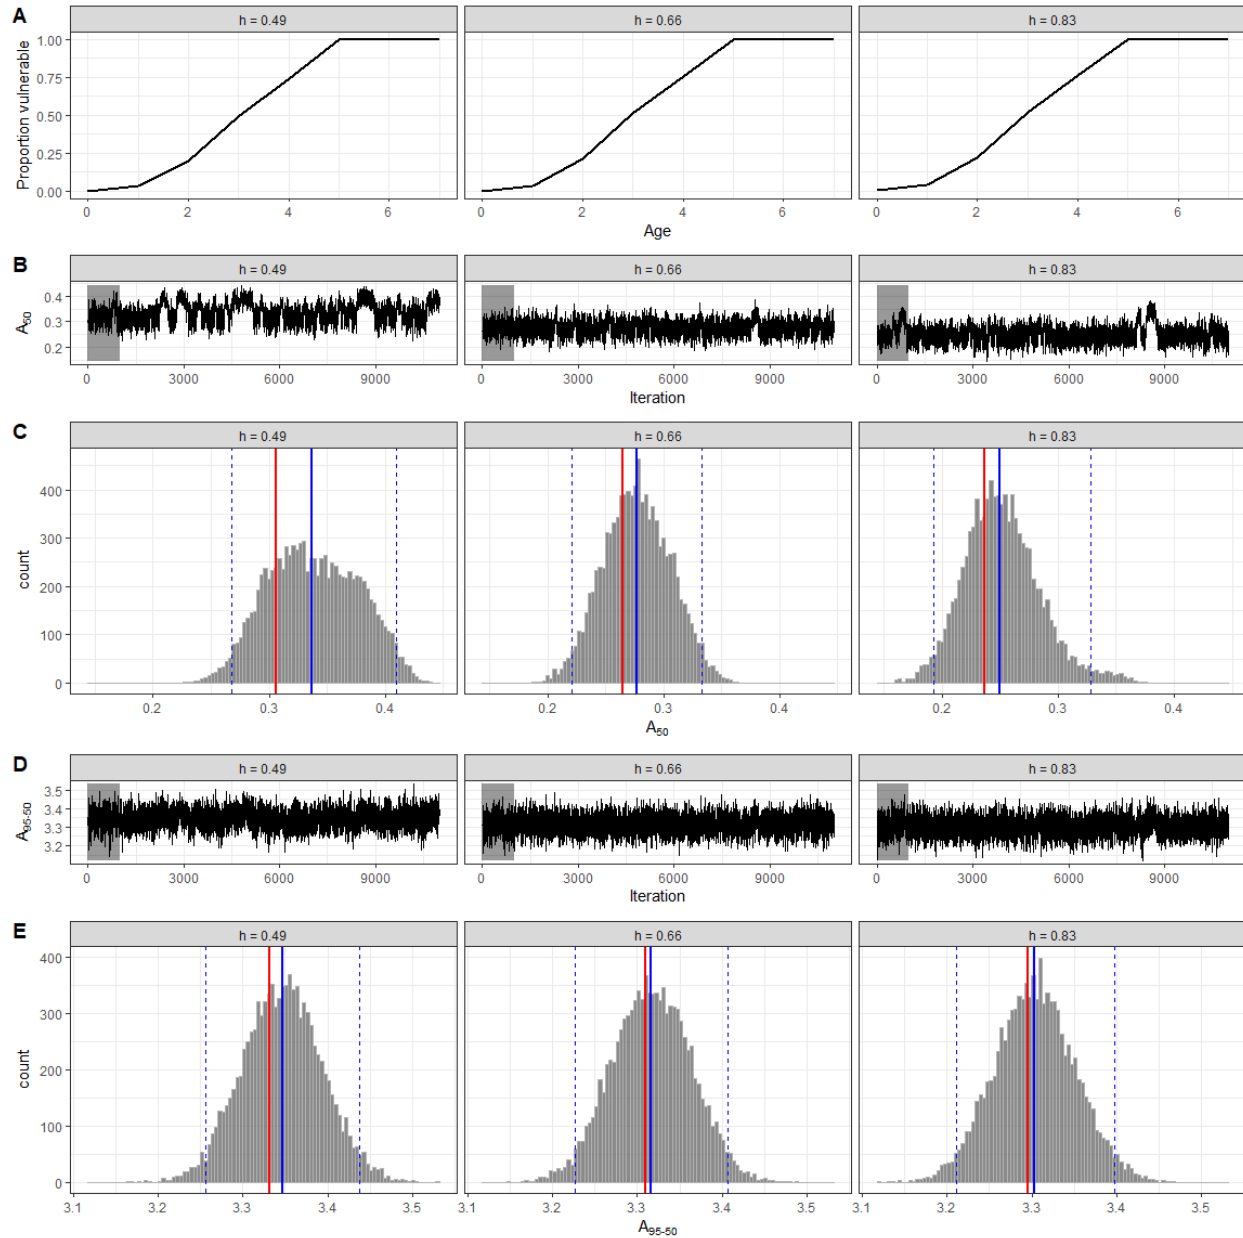 A
h = 0.49 h = 0.66 h = 0.83
Proportion vulnerable
1.00
0.75
0.50
0.25
0.00
0 2 4 6 0 2 4 6 0 2 4 6
Age
B
h = 0.49 h = 0.66 h = 0.83
A50
0.4
0.3
0.2
0 3000 6000 9000 0 3000 6000 9000 0 3000 6000 9000
Iteration
C
h = 0.49 h = 0.66 h = 0.83
count
400
300
200
100
0
0.2 0.3 0.4 0.2 0.3 0.4 0.2 0.3 0.4
A50
D
h = 0.49 h = 0.66 h = 0.83
A95-50
3.5
3.4
3.3
3.2
0 3000 6000 9000 0 3000 6000 9000 0 3000 6000 9000
Iteration
E
h = 0.49 h = 0.66 h = 0.83
count
400
300
200
100
0
3.1 3.2 3.3 3.4 3.5 3.1 3.2 3.3 3.4 3.5 3.1 3.2 3.3 3.4 3.5
A95-50